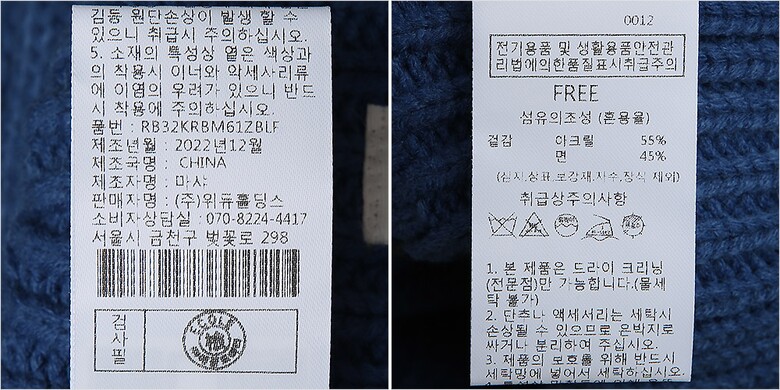 김등 원단손상이 발생 할 수
있으니 취급시 주의하십시오.
5. 소재의 특성상 옅은 색상과
의 착용시 이너와 악세사리류
에 이염의 우려가 있으니 반드
시 착용에 주의하십시오.
품번 : RB32KRBM61ZBLF
제조년월 : 2022년12월
제조국명 : CHINA
제조자명 : 마샤
판매자명 : (주)위듀홀딩스
소비자상담실 : 070-8224-4417
서울시 금천구 벚꽃로 298
검사필
ECOLE
0012
전기용품 및 생활용품안전관
리법에의한품질표시취급주의
FREE
섬유의조성 (혼용율)
겉감 아크릴 55%
면 45%
(심지,상표,보강재,자수,장식 제외)
취급상주의사항
1. 본 제품은 드라이 크리닝
(전문점)만 가능합니다.(물세
탁 불가)
2. 단추나 액세서리는 세탁시
손상될 수 있으므로 은박지로
싸거나 분리하여 주십시오.
3. 제품의 보호를 위해 반드시
세탁망에 넣어서 세탁하십시오.